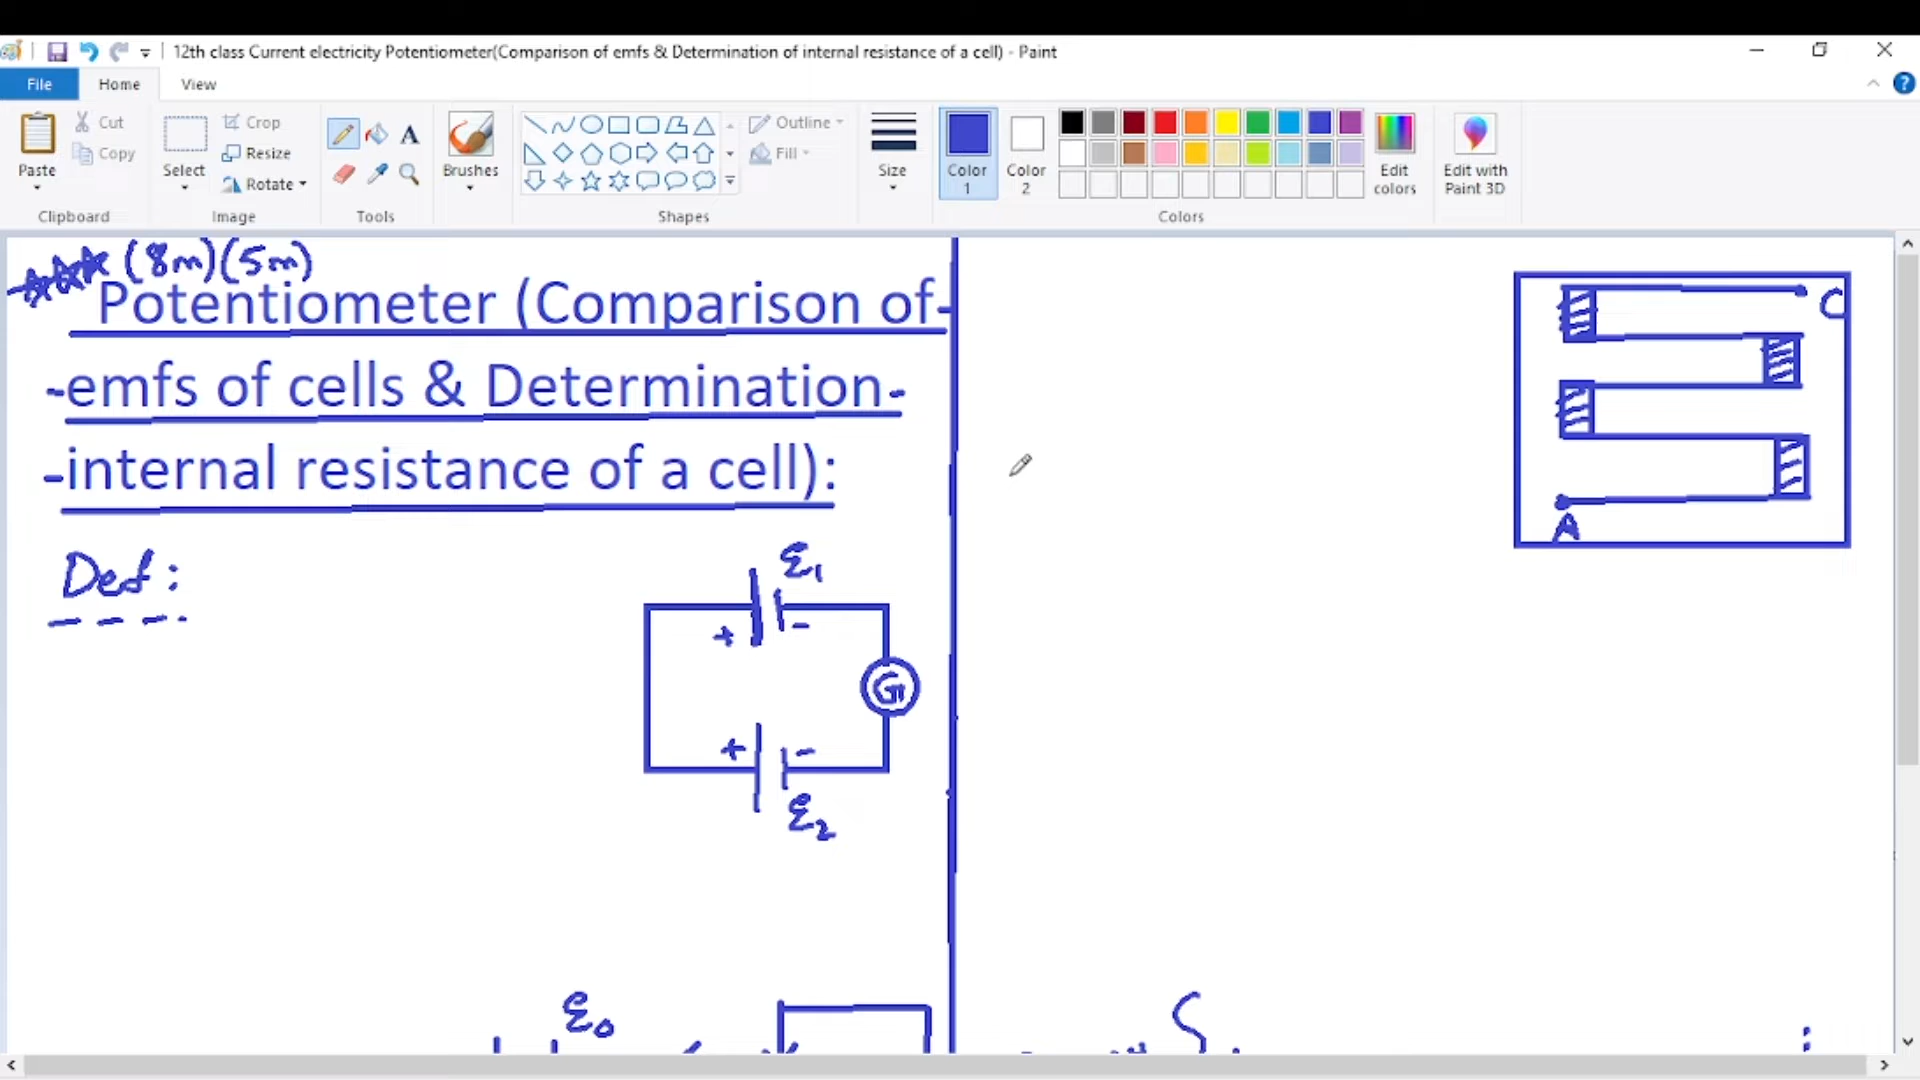 12th class Current electricity Potentiometer(Comparison of emfs & Determination of internal resistance of a cell) - Paint
File Home View
Paste
Cut
Copy
Clipboard
Select
Crop
Resize
Rotate
Image
A
Tools
Brushes
Outline
Fill
Shapes
Size
Color 1
Color 2
Edit colors
Edit with Paint 3D
Colors
(8m)(5m)
Potentiometer (Comparison of-
-emfs of cells & Determination-
-internal resistance of a cell):
Def:
ε1
+ -
G
+ -
ε2
ε0
C
A